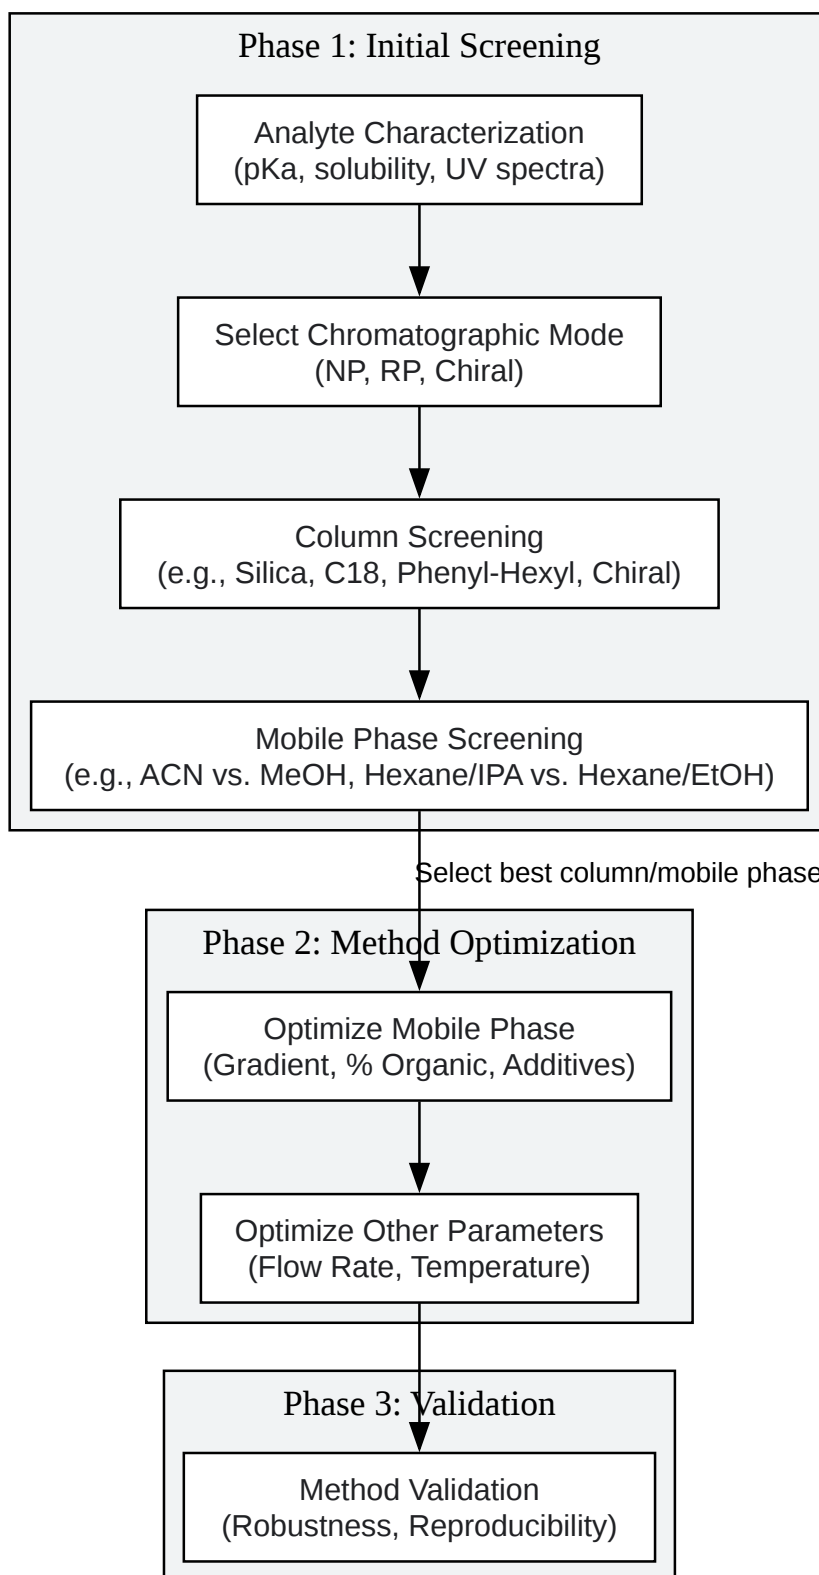 Phase 1: Initial Screening
Analyte Characterization
(pKa, solubility, UV spectra)
Select Chromatographic Mode
(NP, RP, Chiral)
Column Screening
(e.g., Silica, C18, Phenyl-Hexyl, Chiral)
Mobile Phase Screening
(e.g., ACN vs. MeOH, Hexane/IPA vs. Hexane/EtOH)
Select best column/mobile phase
Phase 2: Method Optimization
Optimize Mobile Phase
(Gradient, % Organic, Additives)
Optimize Other Parameters
(Flow Rate, Temperature)
Phase 3: Validation
Method Validation
(Robustness, Reproducibility)